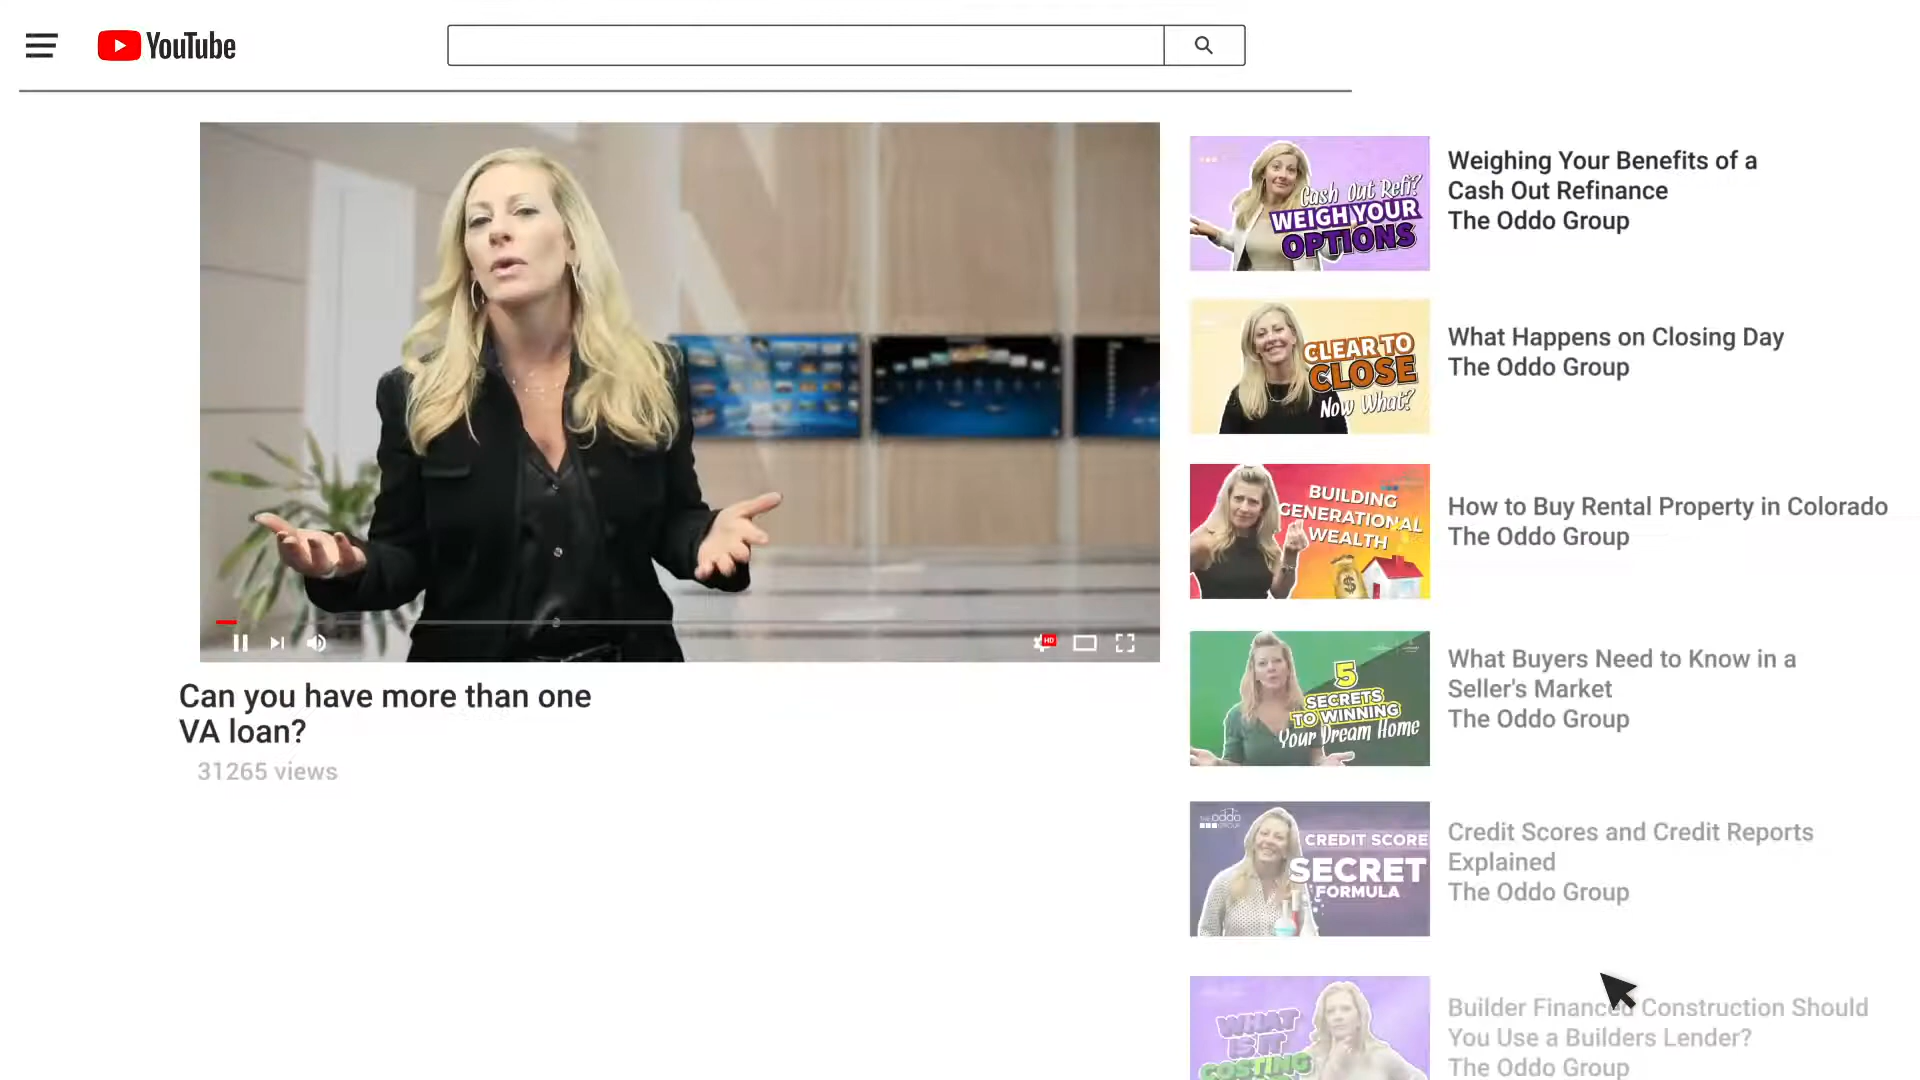 YouTube
HD
Can you have more than one
VA loan?
31265 views
Cash Out Refi?
WEIGH YOUR
OPTIONS
Weighing Your Benefits of a
Cash Out Refinance
The Oddo Group
CLEAR TO
CLOSE
Now What?
What Happens on Closing Day
The Oddo Group
BUILDING
GENERATIONAL
WEALTH
$
How to Buy Rental Property in Colorado
The Oddo Group
5
SECRETS
TO WINNING
Your Dream Home
What Buyers Need to Know in a
Seller's Market
The Oddo Group
THE oddo
GROUP
CREDIT SCORE
SECRET
FORMULA
Credit Scores and Credit Reports
Explained
The Oddo Group
WHAT
IS IT
COSTING
Builder Financed Construction Should
You Use a Builders Lender?
The Oddo Group